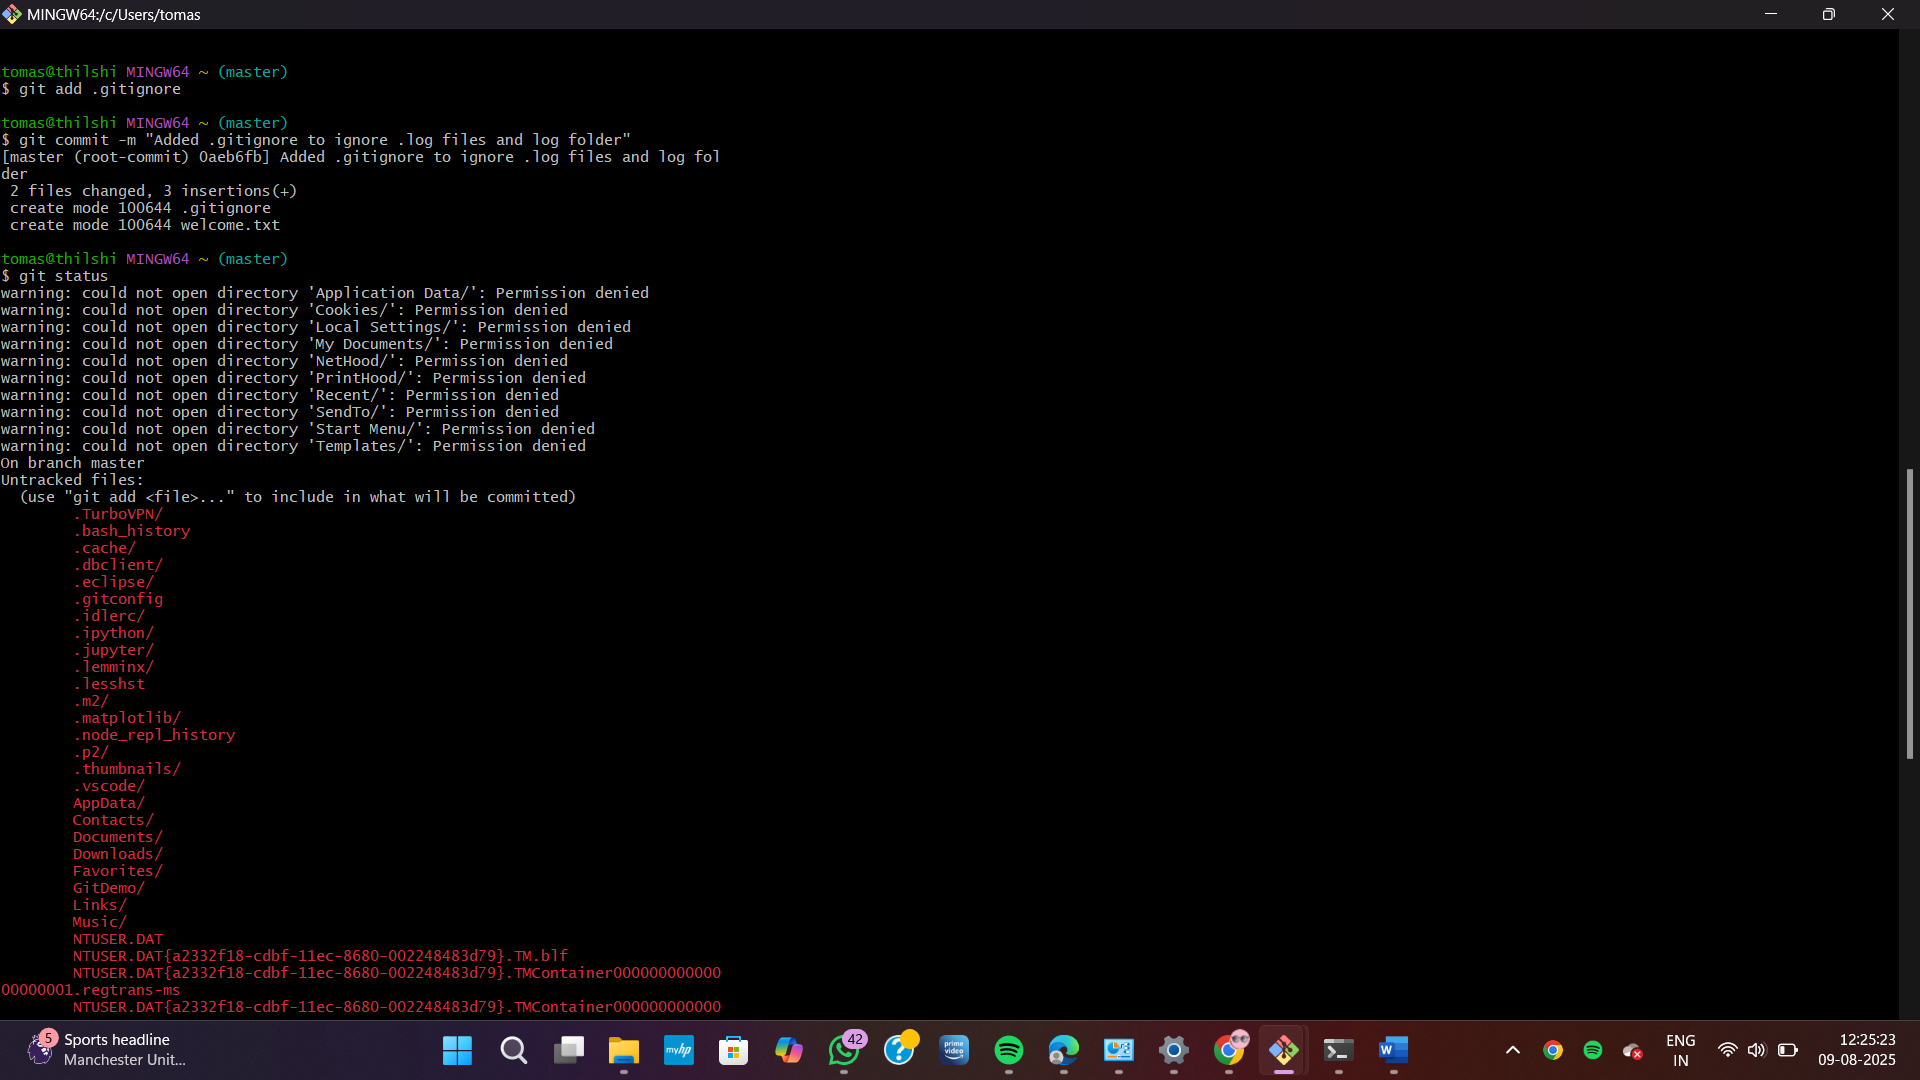 MINGW64:/c/Users/tomas
tomas@thilshi MINGW64 ~ (master)
$ git add .gitignore
tomas@thilshi MINGW64 ~ (master)
$ git commit -m "Added .gitignore to ignore .log files and log folder"
[master (root-commit) 0aeb6fb] Added .gitignore to ignore .log files and log fol
der
 2 files changed, 3 insertions(+)
 create mode 100644 .gitignore
 create mode 100644 welcome.txt
tomas@thilshi MINGW64 ~ (master)
$ git status
warning: could not open directory 'Application Data/': Permission denied
warning: could not open directory 'Cookies/': Permission denied
warning: could not open directory 'Local Settings/': Permission denied
warning: could not open directory 'My Documents/': Permission denied
warning: could not open directory 'NetHood/': Permission denied
warning: could not open directory 'PrintHood/': Permission denied
warning: could not open directory 'Recent/': Permission denied
warning: could not open directory 'SendTo/': Permission denied
warning: could not open directory 'Start Menu/': Permission denied
warning: could not open directory 'Templates/': Permission denied
On branch master
Untracked files:
  (use "git add <file>..." to include in what will be committed)
        .TurboVPN/
        .bash_history
        .cache/
        .dbclient/
        .eclipse/
        .gitconfig
        .idlerc/
        .ipython/
        .jupyter/
        .lemminx/
        .lesshst
        .m2/
        .matplotlib/
        .node_repl_history
        .p2/
        .thumbnails/
        .vscode/
        AppData/
        Contacts/
        Documents/
        Downloads/
        Favorites/
        GitDemo/
        Links/
        Music/
        NTUSER.DAT
        NTUSER.DAT{a2332f18-cdbf-11ec-8680-002248483d79}.TM.blf
        NTUSER.DAT{a2332f18-cdbf-11ec-8680-002248483d79}.TMContainer000000000000
00000001.regtrans-ms
        NTUSER.DAT{a2332f18-cdbf-11ec-8680-002248483d79}.TMContainer000000000000
5
Sports headline
Manchester Unit...
myhp
42
prime
video
W
ENG
IN
12:25:23
09-08-2025